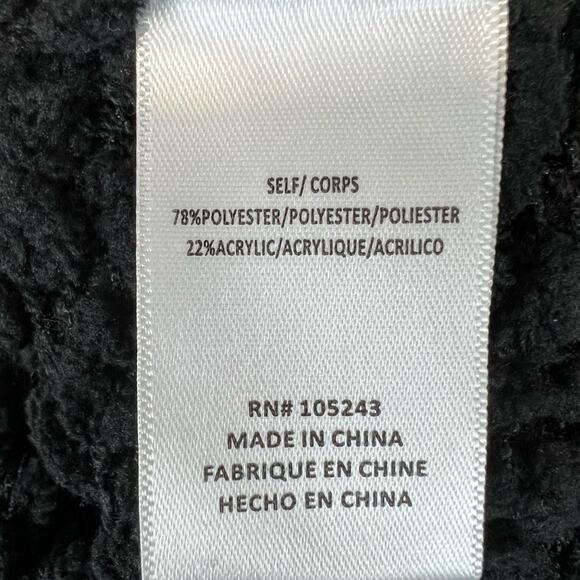 SELF/ CORPS
78%POLYESTER/POLYESTER/POLIESTER
22%ACRYLIC/ACRYLIQUE/ACRILICO
RN# 105243
MADE IN CHINA
FABRIQUE EN CHINE
HECHO EN CHINA